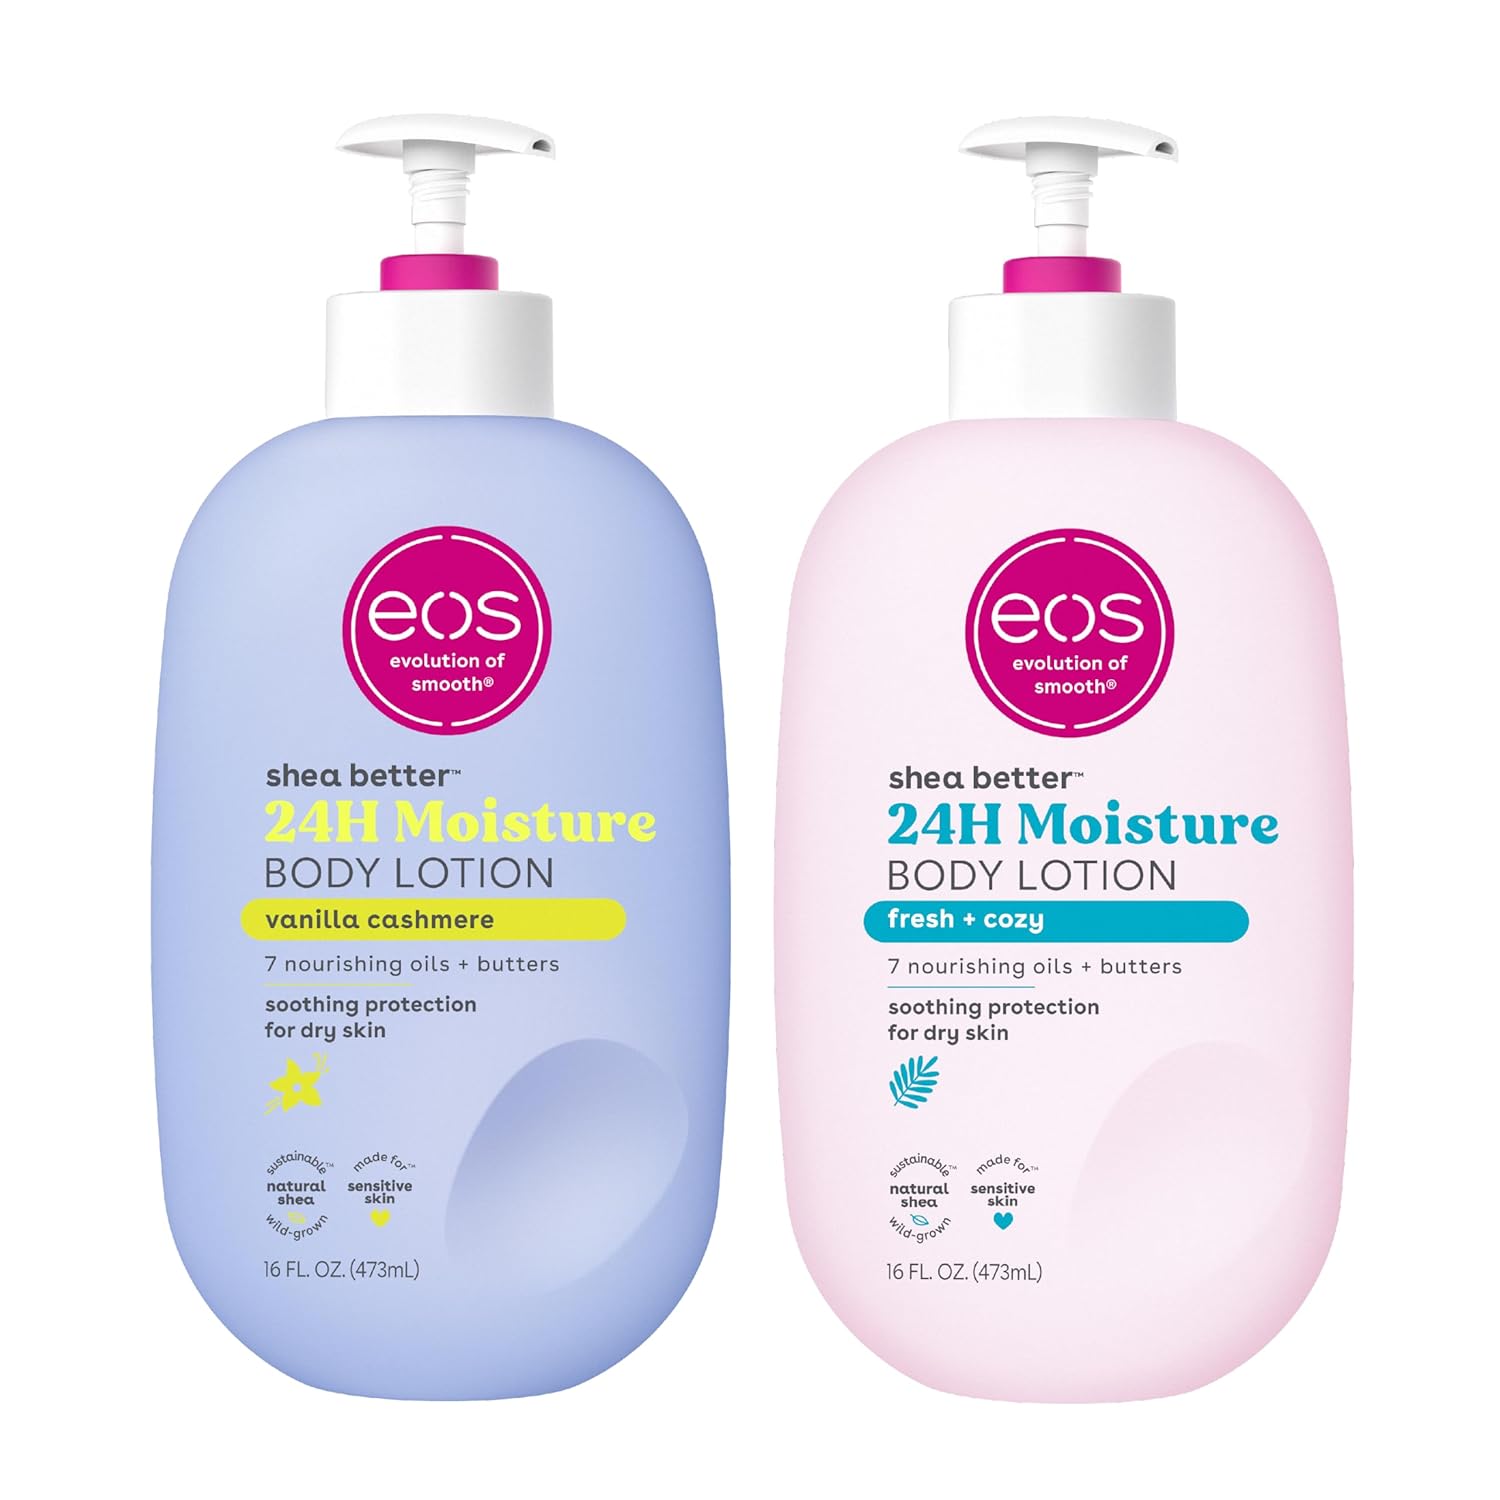 eos
evolution of
smooth®
shea better™
24H Moisture
BODY LOTION
vanilla cashmere
7 nourishing oils + butters
soothing protection
for dry skin
sustainable™
natural
shea
wild-grown
made for™
sensitive
skin
16 FL. OZ. (473mL)
eos
evolution of
smooth®
shea better™
24H Moisture
BODY LOTION
fresh + cozy
7 nourishing oils + butters
soothing protection
for dry skin
sustainable™
natural
shea
wild-grown
made for™
sensitive
skin
16 FL. OZ. (473mL)